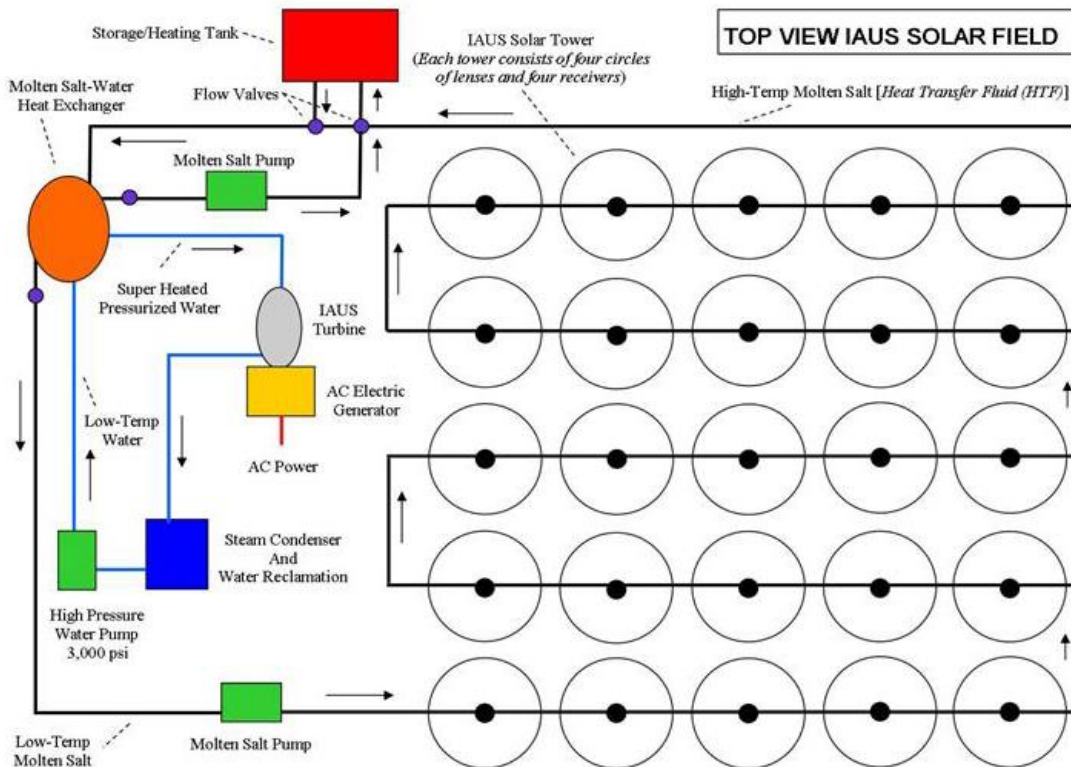 TOP VIEW IAUS SOLAR FIELD
Storage/Heating Tank
IAUS Solar Tower
(Each tower consists of four circles
of lenses and four receivers)
Molten Salt-Water
Heat Exchanger
Flow Valves
High-Temp Molten Salt [Heat Transfer Fluid (HTF)]
Molten Salt Pump
Super Heated
Pressurized Water
IAUS
Turbine
AC Electric
Generator
Low-Temp
Water
AC Power
Steam Condenser
And
Water Reclamation
High Pressure
Water Pump
3,000 psi
Low-Temp
Molten Salt
Molten Salt Pump